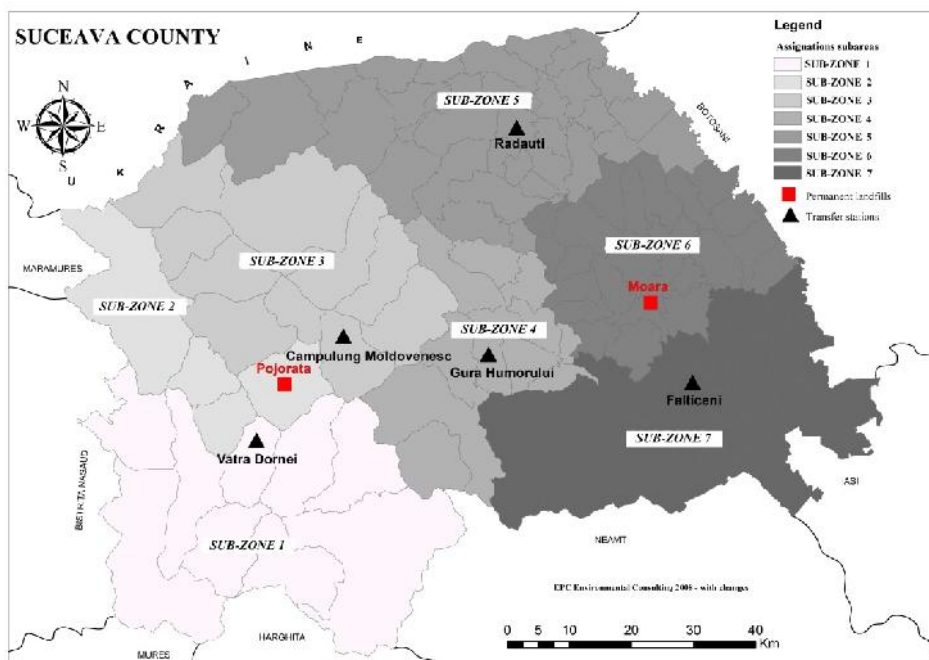 SUCEAVA COUNTY
N
W E
S
U K R A I N E
Legend
Assignations subareas
SUB-ZONE 1
SUB-ZONE 2
SUB-ZONE 3
SUB-ZONE 4
SUB-ZONE 5
SUB-ZONE 6
SUB-ZONE 7
Permanent landfills
Transfer stations
SUB-ZONE 5
Radauti
BOTOSANI
SUB-ZONE 6
SUB-ZONE 3
MARAMURES
Moara
SUB-ZONE 2
SUB-ZONE 4
Campulung Moldovenesc
Gura Humorului
Pojorata
Falticeni
SUB-ZONE 7
Vatra Dornei
ASI
BISTRITA NASAUD
SUB-ZONE 1
NEAMT
EPC Environmental Consulting 2008 - with changes
HARGHITA
MURES
0 5 10 20 30 40
Km